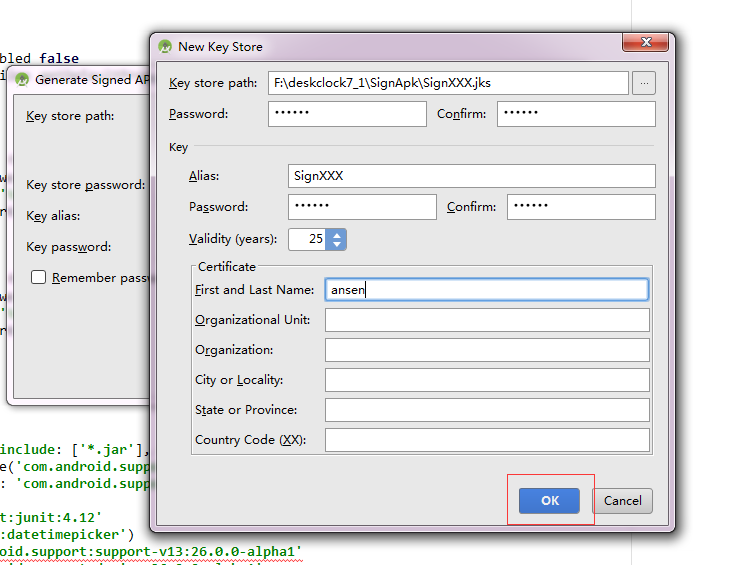 bled false
New Key Store
Generate Signed AP
Key store path:
F:\deskclock7_1\SignApk\SignXXX.jks
...
Key store path:
Password:
••••••
Confirm:
••••••
Key
Alias:
SignXXX
Key store password:
Password:
••••••
Confirm:
••••••
Key alias:
Validity (years):
25
Key password:
Remember passw
Certificate
First and Last Name:
ansen
Organizational Unit:
Organization:
City or Locality:
State or Province:
Country Code (XX):
OK
Cancel
include: ['*.jar'],
e('com.android.supp
: 'com.android.supp
t:junit:4.12'
:datetimepicker')
oid.support:support-v13:26.0.0-alpha1'